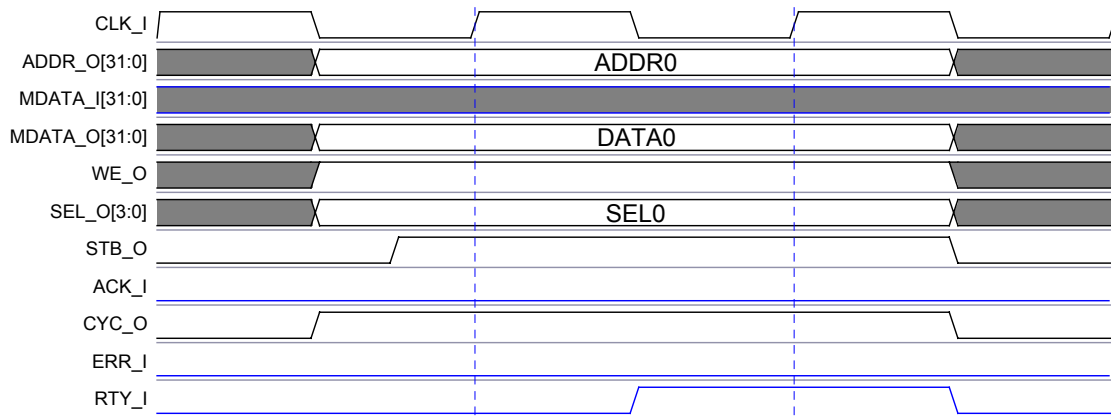 CLK_I
ADDR_O[31:0] ADDR0
MDATA_I[31:0]
MDATA_O[31:0] DATA0
WE_O
SEL_O[3:0] SEL0
STB_O
ACK_I
CYC_O
ERR_I
RTY_I